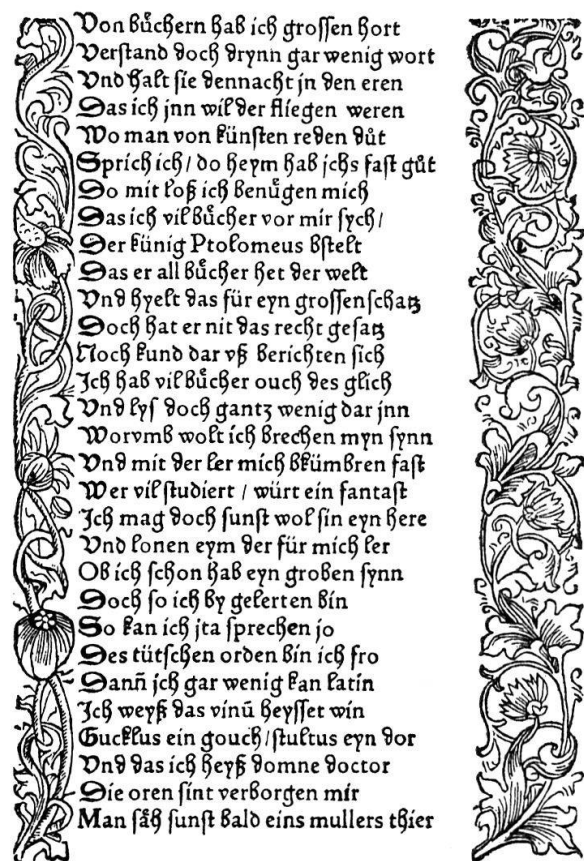 Von bůchern hab ich grossen hort
Verstand doch drynn gar wenig wort
Vnd halt sie dennacht jn den eren
Das ich jnn wil der fliegen weren
Wo man von künsten reden důt
Sprich ich / do heym hab jchs fast gůt
Do mit loß ich benůgen mich
Das ich vil bůcher vor mir sych /
Der künig Ptolomeus bstelt
Das er all bůcher het der welt
Vnd hyelt das für eyn grossen schatz
Doch hat er nit das recht gesatz
Noch kund dar vß berichten sich
Jch hab vil bůcher ouch des glich
Vnd lys doch gantz wenig dar jnn
Worvmb wolt ich brechen myn synn
Vnd mit der ler mich bkümbren fast
Wer vil studiert / würt ein fantast
Jch mag doch sunst wol sin eyn here
Vnd lonen eym der für mich ler
Ob ich schon hab eyn groben synn
Doch so ich by gelerten bin
So kan ich jta sprechen jo
Des tütschen orden bin ich fro
Dann̄ jch gar wenig kan latin
Jch weyß das vinū heysset win
Gucklus ein gouch / stultus eyn dor
Vnd das ich heyß domne doctor
Die oren sint verborgen mir
Man säh sunst bald eins mullers thier